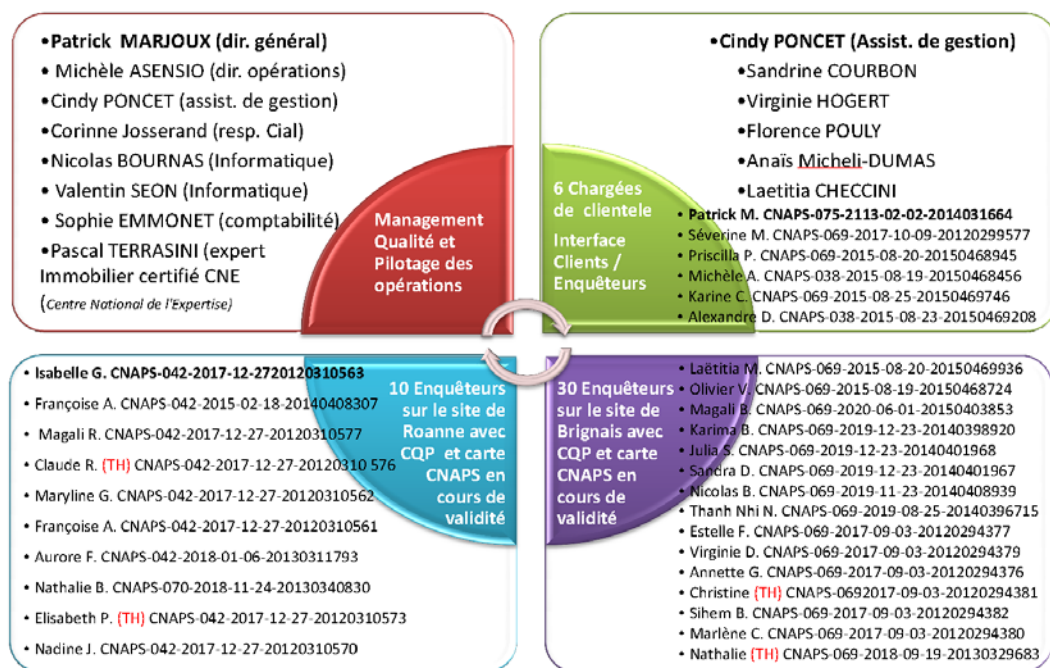 •Patrick MARJOUX (dir. général)
• Michèle ASENSIO (dir. opérations)
•Cindy PONCET (assist. de gestion)
•Corinne Josserand (resp. Cial)
•Nicolas BOURNAS (Informatique)
• Valentin SEON (Informatique)
• Sophie EMMONET (comptabilité)
•Pascal TERRASINI (expert
Immobilier certifié CNE
(Centre National de l'Expertise)
Management
Qualité et
Pilotage des
opérations
•Cindy PONCET (Assist. de gestion)
•Sandrine COURBON
•Virginie HOGERT
•Florence POULY
•Anaïs Micheli-DUMAS
•Laetitia CHECCINI
6 Chargées
de clientele
Interface
Clients /
Enquêteurs
• Patrick M. CNAPS-075-2113-02-02-2014031664
• Séverine M. CNAPS-069-2017-10-09-20120299577
• Priscilla P. CNAPS-069-2015-08-20-20150468945
• Michèle A. CNAPS-038-2015-08-19-20150468456
• Karine C. CNAPS-069-2015-08-25-20150469746
• Alexandre D. CNAPS-038-2015-08-23-20150469208
• Isabelle G. CNAPS-042-2017-12-2720120310563
• Françoise A. CNAPS-042-2015-02-18-20140408307
• Magali R. CNAPS-042-2017-12-27-20120310577
• Claude R. (TH) CNAPS-042-2017-12-27-20120310 576
• Maryline G. CNAPS-042-2017-12-27-20120310562
• Françoise A. CNAPS-042-2017-12-27-20120310561
• Aurore F. CNAPS-042-2018-01-06-20130311793
• Nathalie B. CNAPS-070-2018-11-24-20130340830
• Elisabeth P. (TH) CNAPS-042-2017-12-27-20120310573
• Nadine J. CNAPS-042-2017-12-27-20120310570
10 Enquêteurs
sur le site de
Roanne avec
CQP et carte
CNAPS en
cours de
validité
30 Enquêteurs
sur le site de
Brignais avec
CQP et carte
CNAPS en
cours de
validité
• Laëtitia M. CNAPS-069-2015-08-20-20150469936
• Olivier V. CNAPS-069-2015-08-19-20150468724
• Magali B. CNAPS-069-2020-06-01-20150403853
• Karima B. CNAPS-069-2019-12-23-20140398920
• Julia S. CNAPS-069-2019-12-23-20140401968
• Sandra D. CNAPS-069-2019-12-23-20140401967
• Nicolas B. CNAPS-069-2019-11-23-20140408939
• Thanh Nhi N. CNAPS-069-2019-08-25-20140396715
• Estelle F. CNAPS-069-2017-09-03-20120294377
• Virginie D. CNAPS-069-2017-09-03-20120294379
• Annette G. CNAPS-069-2017-09-03-20120294376
• Christine (TH) CNAPS-0692017-09-03-20120294381
• Sihem B. CNAPS-069-2017-09-03-20120294382
• Marlène C. CNAPS-069-2017-09-03-20120294380
• Nathalie (TH) CNAPS-069-2018-09-19-20130329683